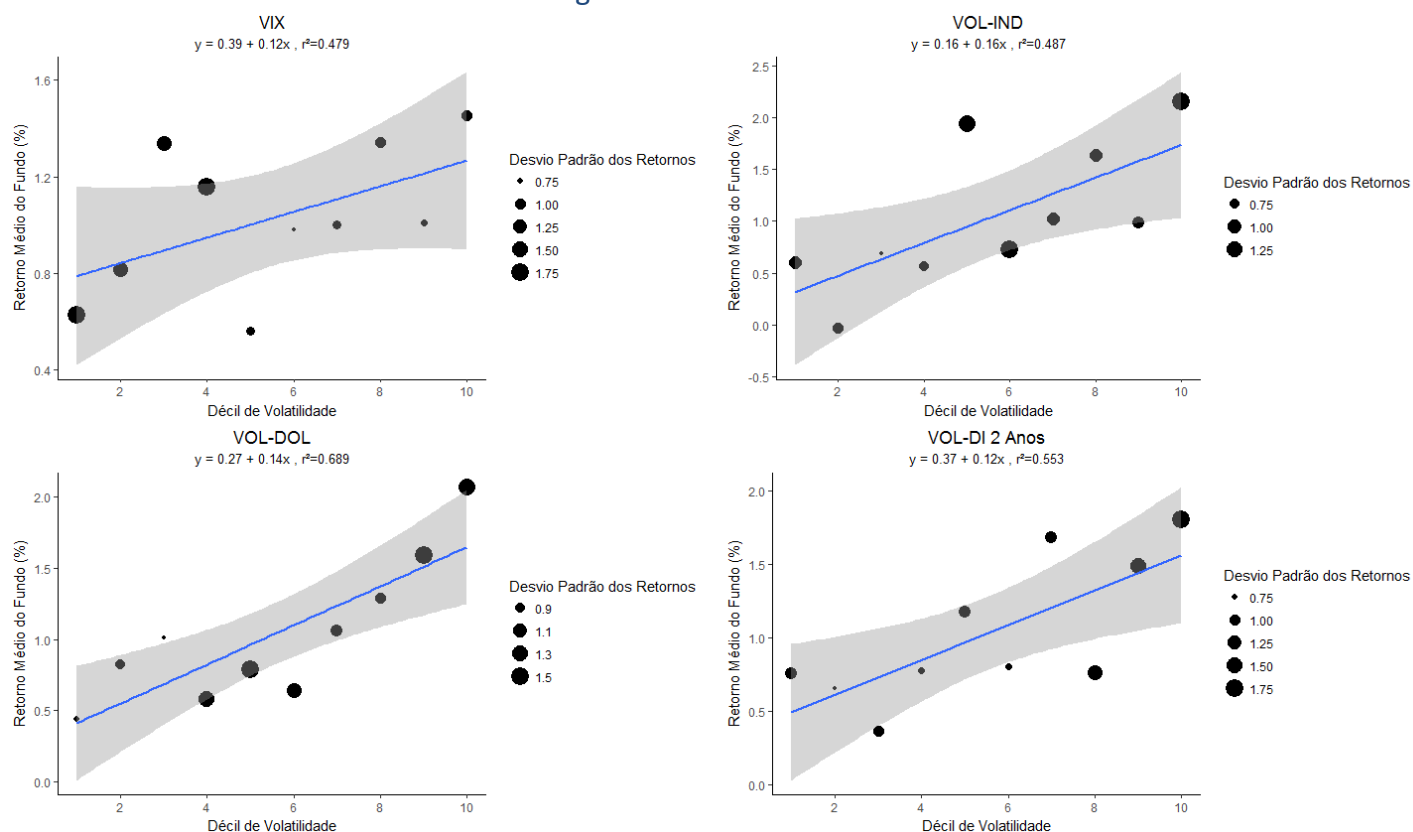 VIX
y = 0.39 + 0.12x , r²=0.479
Retorno Médio do Fundo (%)
1.6
1.2
0.8
0.4
2 4 6 8 10
Décil de Volatilidade
Desvio Padrão dos Retornos
0.75
1.00
1.25
1.50
1.75
VOL-IND
y = 0.16 + 0.16x , r²=0.487
Retorno Médio do Fundo (%)
2.5
2.0
1.5
1.0
0.5
0.0
-0.5
2 4 6 8 10
Décil de Volatilidade
Desvio Padrão dos Retornos
0.75
1.00
1.25
VOL-DOL
y = 0.27 + 0.14x , r²=0.689
Retorno Médio do Fundo (%)
2.0
1.5
1.0
0.5
0.0
2 4 6 8 10
Décil de Volatilidade
Desvio Padrão dos Retornos
0.9
1.1
1.3
1.5
VOL-DI 2 Anos
y = 0.37 + 0.12x , r²=0.553
Retorno Médio do Fundo (%)
2.0
1.5
1.0
0.5
0.0
2 4 6 8 10
Décil de Volatilidade
Desvio Padrão dos Retornos
0.75
1.00
1.25
1.50
1.75